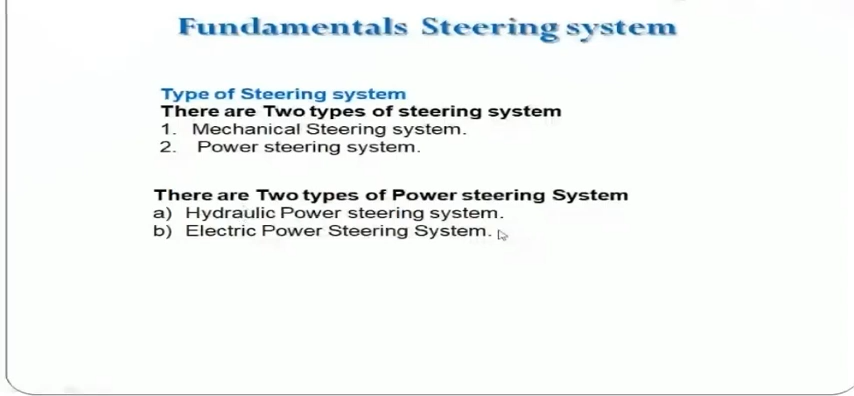 Fundamentals Steering system
Type of Steering system
There are Two types of steering system
1. Mechanical Steering system.
2. Power steering system.
There are Two types of Power steering System
a) Hydraulic Power steering system.
b) Electric Power Steering System.